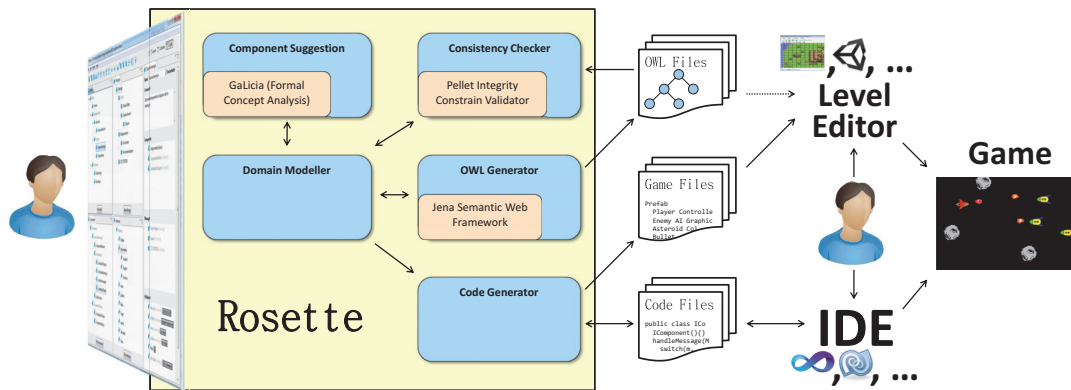 Component Suggestion
GaLicia (Formal
Concept Analysis)
Consistency Checker
Pellet Integrity
Constrain Validator
Domain Modeller
OWL Generator
Jena Semantic Web
Framework
Code Generator
Rosette
OWL Files
Game Files
Prefab
Player Controlle
Enemy AI Graphic
Asteroid Col
Bullet
Code Files
public class ICo
IComponent(){}
handleMessage(M
switch(m
, , ...
Level
Editor
IDE
, , ...
Game